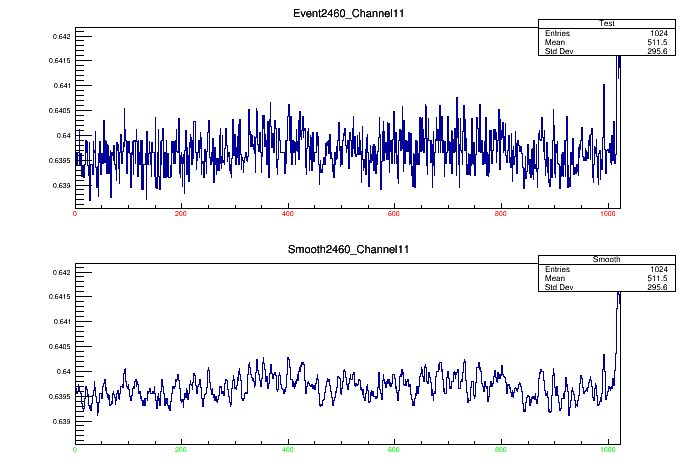 Event2460_Channel11
Test
Entries 1024
Mean 511.5
Std Dev 295.6
0.642
0.6415
0.641
0.6405
0.64
0.6395
0.639
0 200 400 600 800 1000
Smooth2460_Channel11
Smooth
Entries 1024
Mean 511.5
Std Dev 295.6
0.642
0.6415
0.641
0.6405
0.64
0.6395
0.639
0 200 400 600 800 1000